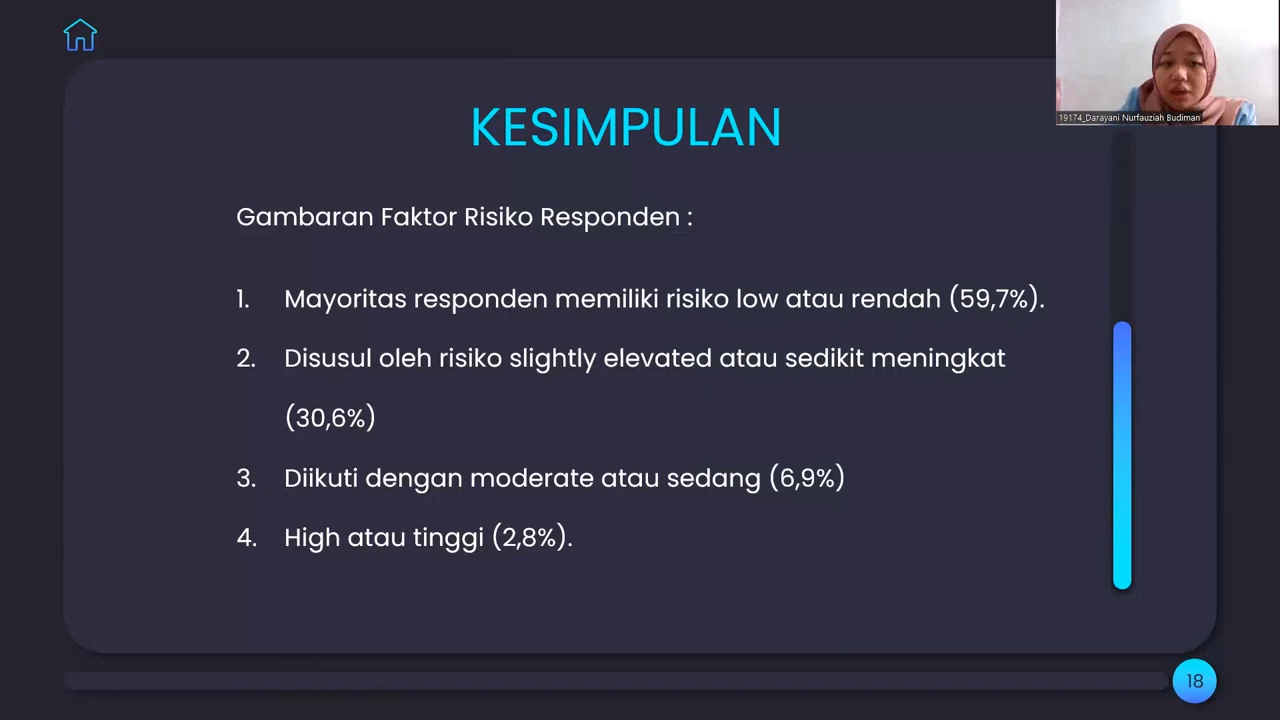 19174_Darayani Nurfauziah Budiman
KESIMPULAN
Gambaran Faktor Risiko Responden :
1. Mayoritas responden memiliki risiko low atau rendah (59,7%).
2. Disusul oleh risiko slightly elevated atau sedikit meningkat
(30,6%)
3. Diikuti dengan moderate atau sedang (6,9%)
4. High atau tinggi (2,8%).
18